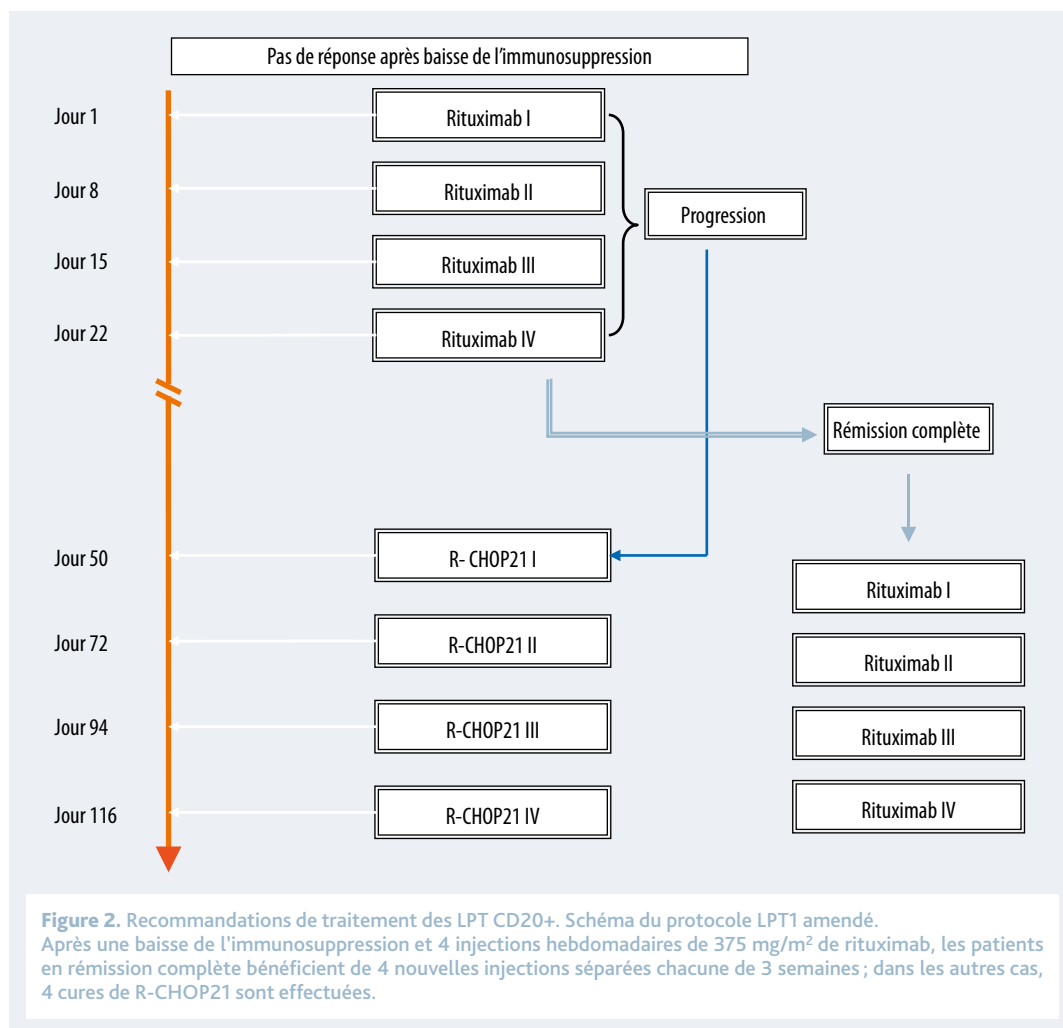 Pas de réponse après baisse de l'immunosuppression
Jour 1
Rituximab I
Jour 8
Rituximab II
Progression
Jour 15
Rituximab III
Jour 22
Rituximab IV
Rémission complète
Jour 50
R- CHOP21 I
Rituximab I
Jour 72
R-CHOP21 II
Rituximab II
Jour 94
R-CHOP21 III
Rituximab III
Jour 116
R-CHOP21 IV
Rituximab IV
Figure 2. Recommandations de traitement des LPT CD20+. Schéma du protocole LPT1 amendé.
Après une baisse de l'immunosuppression et 4 injections hebdomadaires de 375 mg/m² de rituximab, les patients
en rémission complète bénéficient de 4 nouvelles injections séparées chacune de 3 semaines ; dans les autres cas,
4 cures de R-CHOP21 sont effectuées.